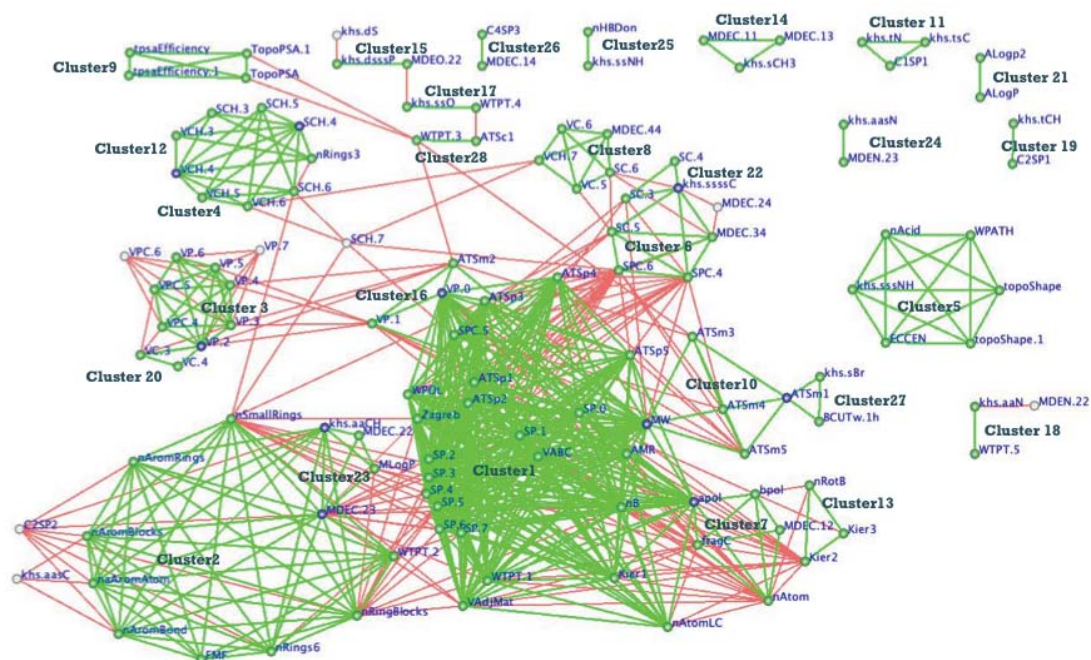 khs.dS
C4SP3
nHBDon
Cluster14
Cluster 11
tpsaEfficiency
TopoPSA.1
Cluster15
Cluster26
Cluster25
MDEC.11
MDEC.13
khs.tN
khs.tsC
Cluster9
khs.dsssP
MDEO.22
MDEC.14
khs.ssNH
khs.sCH3
C1SP1
ALogp2
tpsaEfficiency.1
TopoPSA
Cluster17
Cluster 21
ALogP
SCH.3
SCH.5
khs.ssO
WTPT.4
VCH.3
SCH.4
WTPT.3
ATSc1
VC.6
MDEC.44
khs.aasN
khs.tCH
Cluster12
Cluster28
Cluster8
Cluster24
Cluster 19
nRings3
VCH.7
SC.6
SC.4
MDEN.23
C2SP1
VCH.4
Cluster 22
VCH.5
SCH.6
VC.5
khs.ssssC
Cluster4
VCH.6
SC.3
MDEC.24
SCH.7
SC.5
MDEC.34
nAcid
WPATH
VPC.6
VP.6
VP.7
Cluster 6
VP.5
ATSm2
SPC.6
SPC.4
VPC.5
VP.4
ATSp4
khs.sssNH
topoShape
Cluster 3
Cluster16
VP.0
ATSp3
Cluster5
VPC.4
VP.3
VP.1
SPC.5
ATSm3
VC.3
VP.2
ECCEN
topoShape.1
VC.4
ATSp5
Cluster 20
ATSp1
Cluster10
khs.sBr
WPOL
ATSp2
ATSm1
Cluster27
nSmallRings
Zagreb
SP.0
ATSm4
khs.aaN
MDEN.22
khs.aaCH
MDEC.22
SP.1
MW
BCUTw.1h
Cluster 18
nAromRings
SP.2
VABC
AMR
ATSm5
WTPT.5
Cluster23
MLogP
SP.3
Cluster1
SP.4
nRotB
SP.5
nB
apol
bpol
Cluster13
C2SP2
MDEC.23
nAromBlocks
SP.6
SP.7
Cluster7
MDEC.12
Kier3
Cluster2
WTPT.2
fragC
khs.aasC
naAromAtom
WTPT.1
Kier1
Kier2
nRingBlocks
VAdjMat
nAtom
nAromBond
nAtomLC
FMF
nRings6